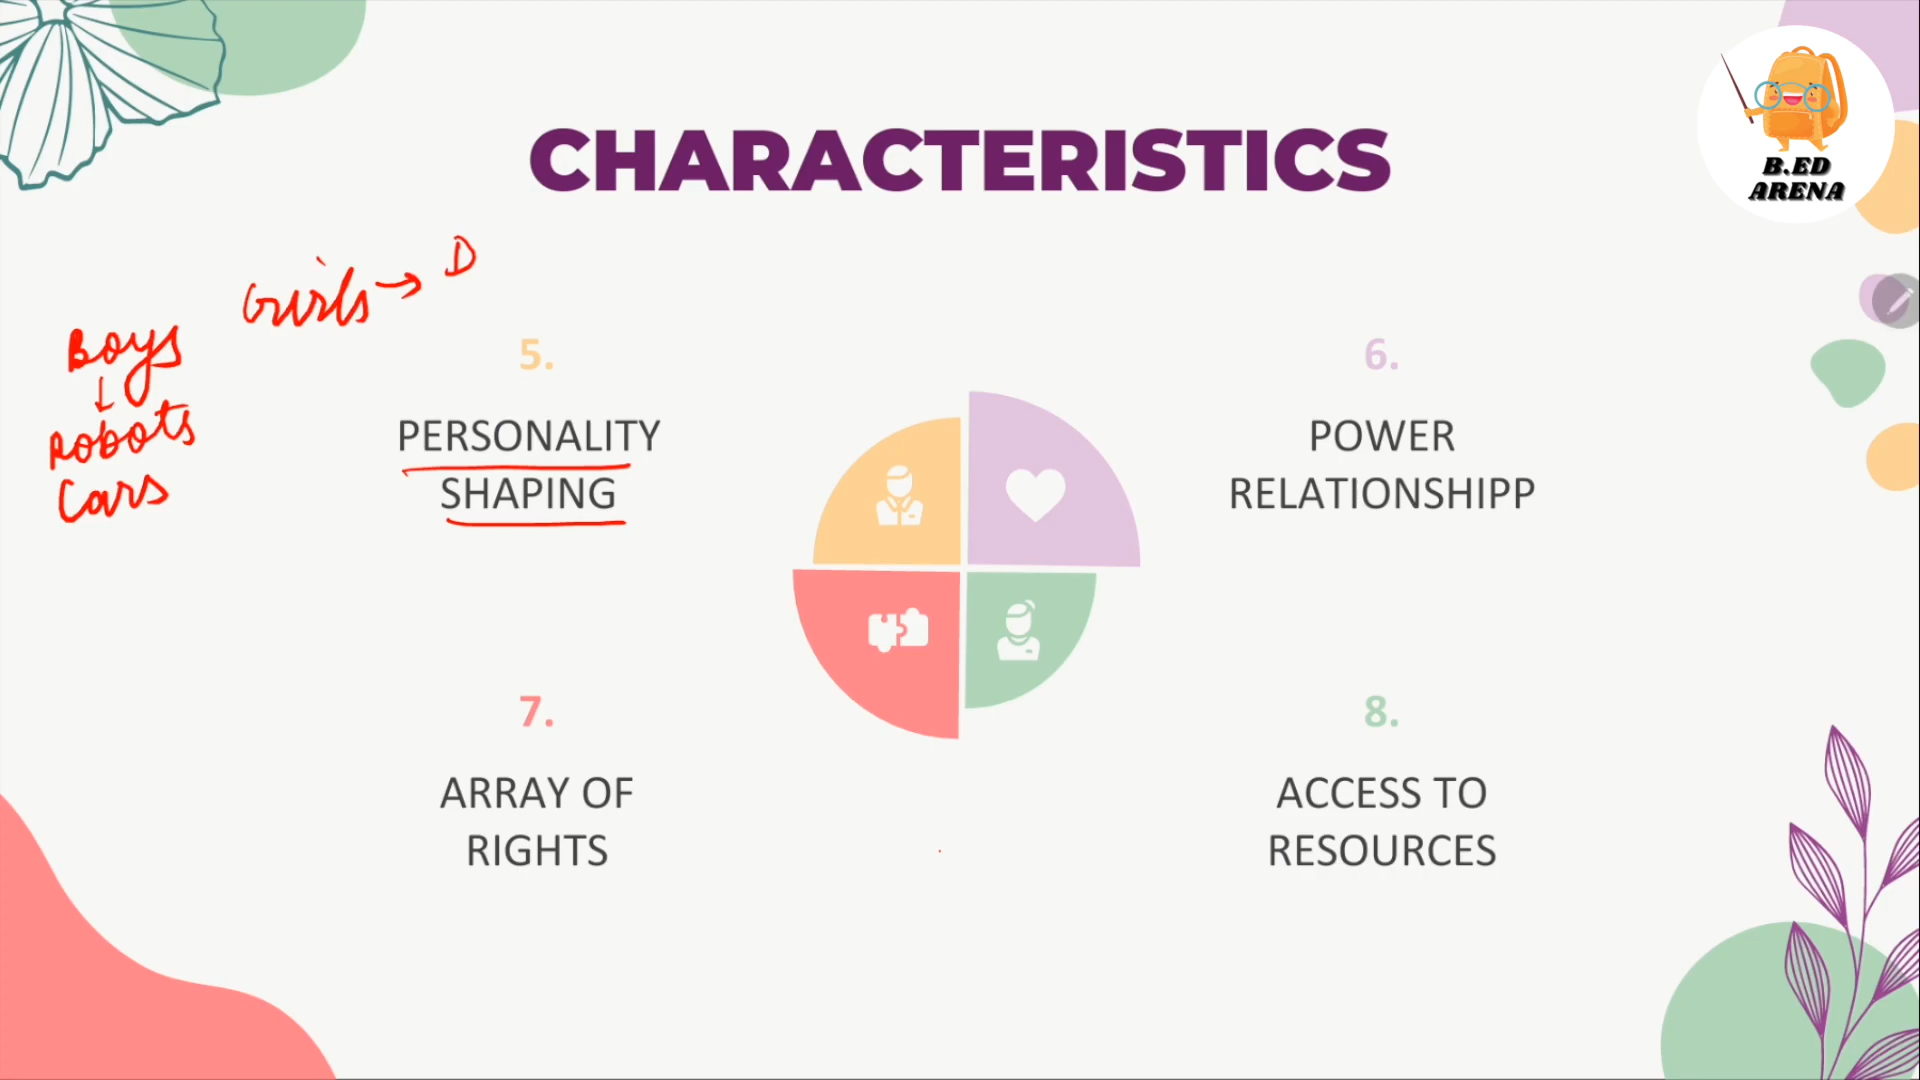 CHARACTERISTICS
B.ED
ARENA
Girls → D
Boys
↓
Robots
Cars
5.
PERSONALITY
SHAPING
6.
POWER
RELATIONSHIPP
7.
ARRAY OF
RIGHTS
8.
ACCESS TO
RESOURCES